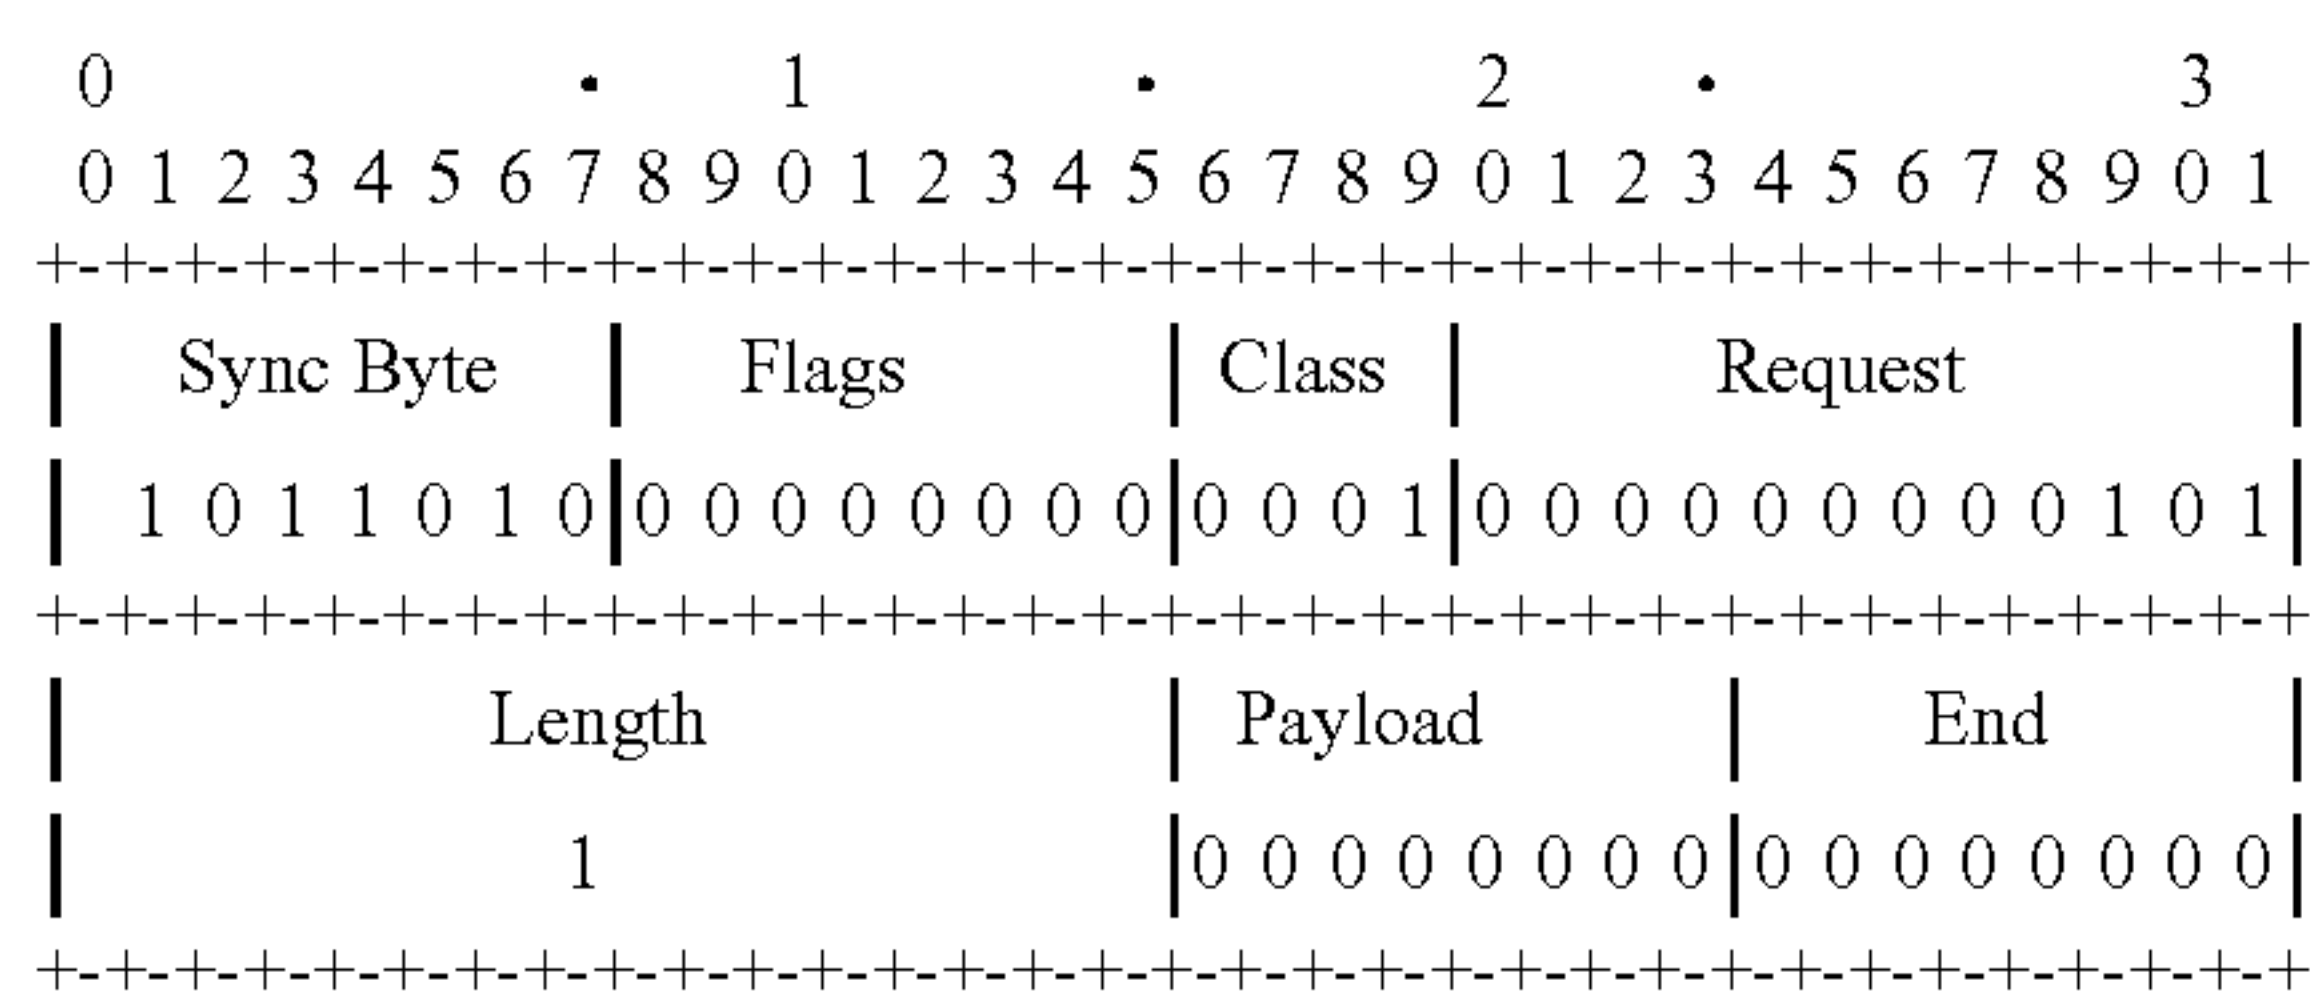 0 • 1 • 2 • 3
0 1 2 3 4 5 6 7 8 9 0 1 2 3 4 5 6 7 8 9 0 1 2 3 4 5 6 7 8 9 0 1
+-+-+-+-+-+-+-+-+-+-+-+-+-+-+-+-+-+-+-+-+-+-+-+-+-+-+-+-+-+-+-+-+
| Sync Byte | Flags | Class | Request |
| 1 0 1 1 0 1 0|0 0 0 0 0 0 0 0|0 0 0 1|0 0 0 0 0 0 0 0 0 1 0 1|
+-+-+-+-+-+-+-+-+-+-+-+-+-+-+-+-+-+-+-+-+-+-+-+-+-+-+-+-+-+-+-+-+
| Length | Payload | End |
| 1 |0 0 0 0 0 0 0 0|0 0 0 0 0 0 0 0|
+-+-+-+-+-+-+-+-+-+-+-+-+-+-+-+-+-+-+-+-+-+-+-+-+-+-+-+-+-+-+-+-+